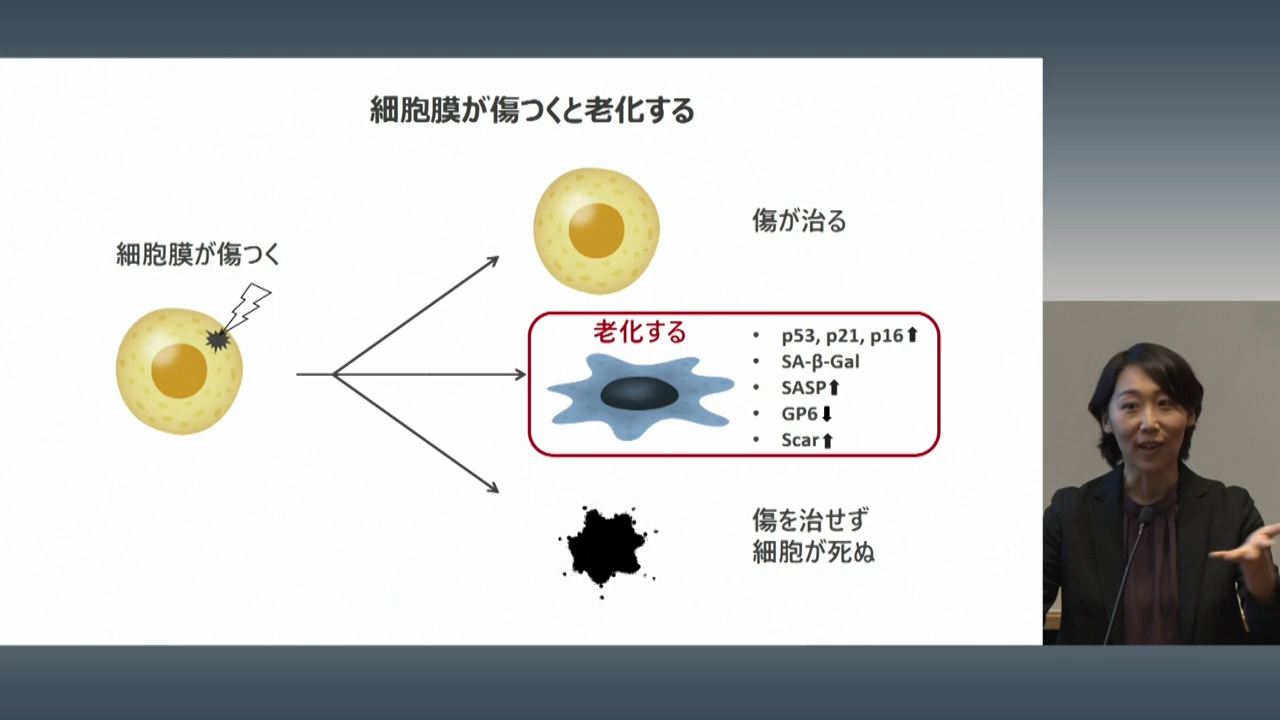 細胞膜が傷つくと老化する
細胞膜が傷つく
傷が治る
老化する
• p53, p21, p16⬆
• SA-β-Gal
• SASP⬆
• GP6⬇
• Scar⬆
傷を治せず
細胞が死ぬ